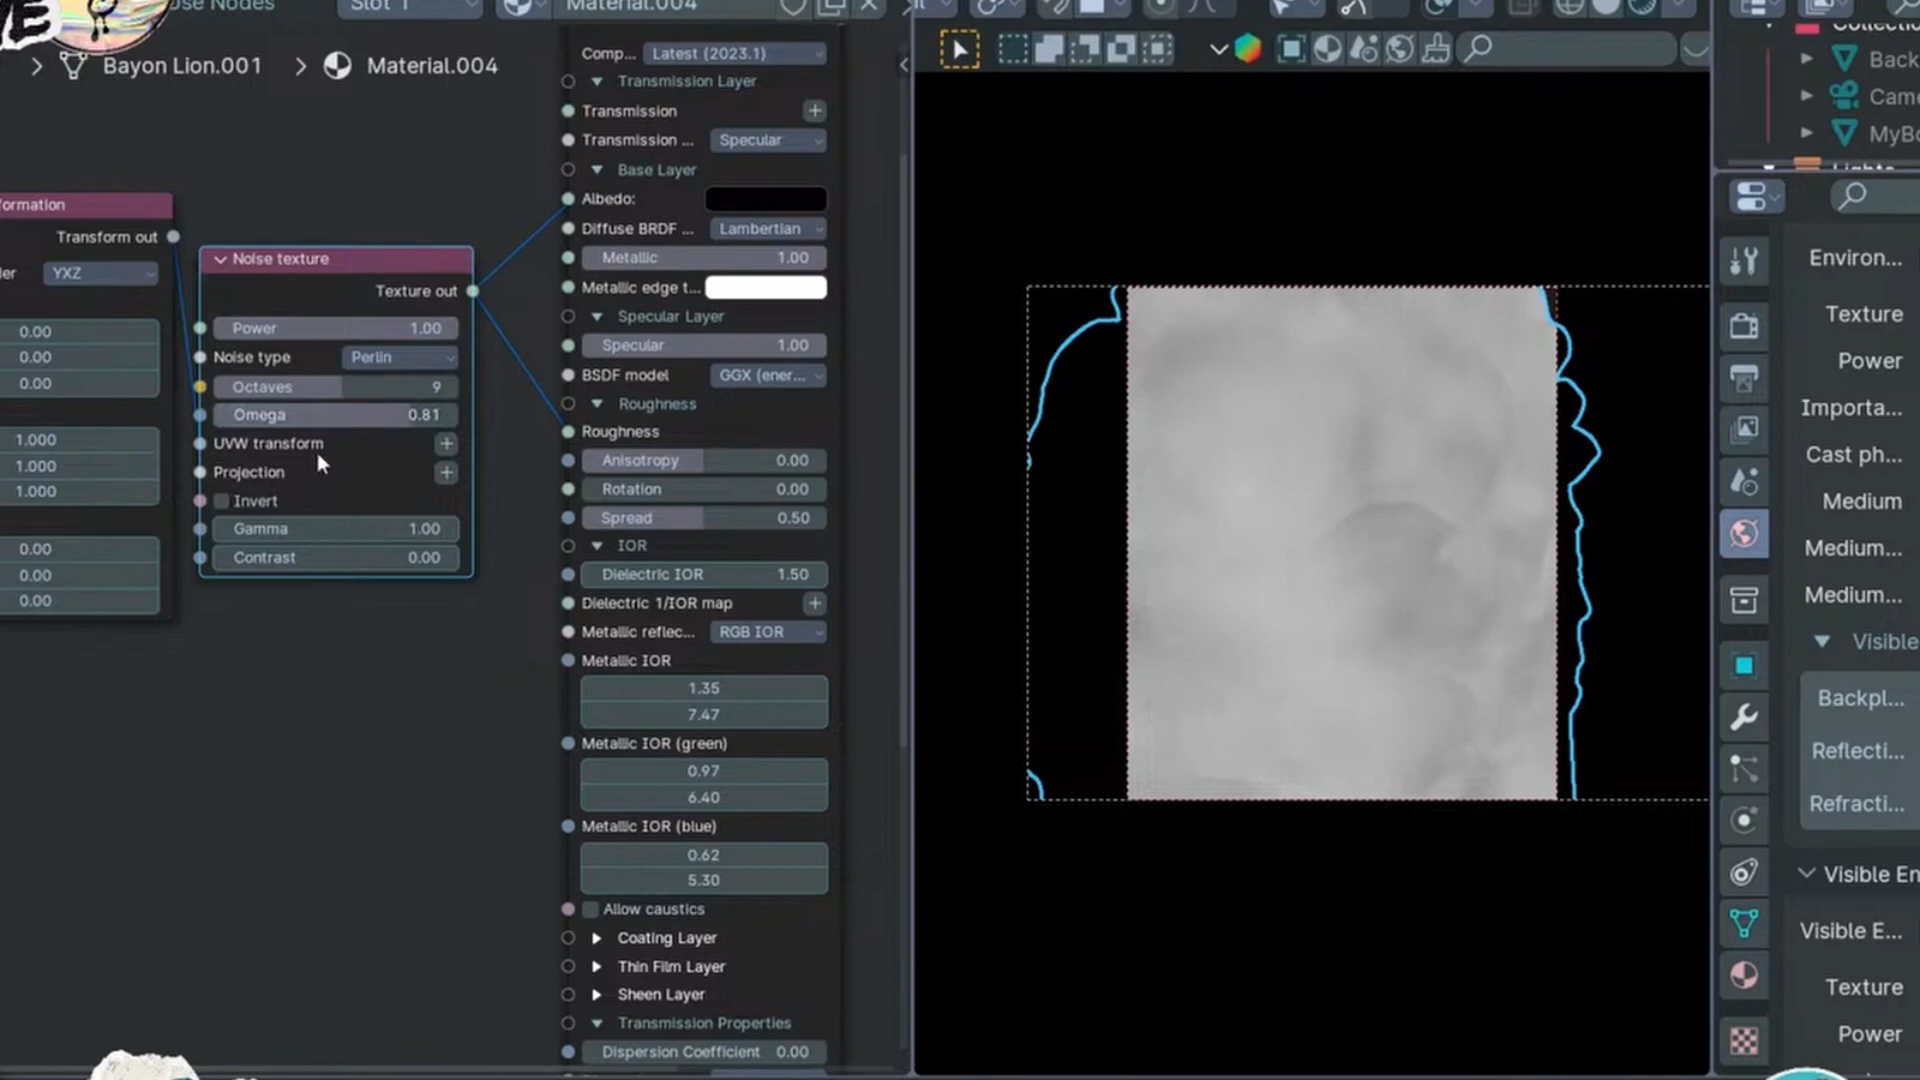 Use Nodes
Slot 1
Material.004
Bayon Lion.001
Material.004
Transform out
YXZ
0.00
0.00
0.00
1.000
1.000
1.000
0.00
0.00
0.00
Noise texture
Texture out
Power 1.00
Noise type Perlin
Octaves 9
Omega 0.81
UVW transform
Projection
Invert
Gamma 1.00
Contrast 0.00
Comp... Latest (2023.1)
Transmission Layer
Transmission
Transmission ... Specular
Base Layer
Albedo:
Diffuse BRDF ... Lambertian
Metallic 1.00
Metallic edge t...
Specular Layer
Specular 1.00
BSDF model GGX (ener...
Roughness
Roughness
Anisotropy 0.00
Rotation 0.00
Spread 0.50
IOR
Dielectric IOR 1.50
Dielectric 1/IOR map
Metallic reflec... RGB IOR
Metallic IOR
1.35
7.47
Metallic IOR (green)
0.97
6.40
Metallic IOR (blue)
0.62
5.30
Allow caustics
Coating Layer
Thin Film Layer
Sheen Layer
Transmission Properties
Dispersion Coefficient 0.00
Back
Came
MyBo
Lights
Environ...
Texture
Power
Importa...
Cast ph...
Medium
Medium...
Medium...
Visible
Backpl...
Reflecti...
Refracti...
Visible En
Visible E...
Texture
Power